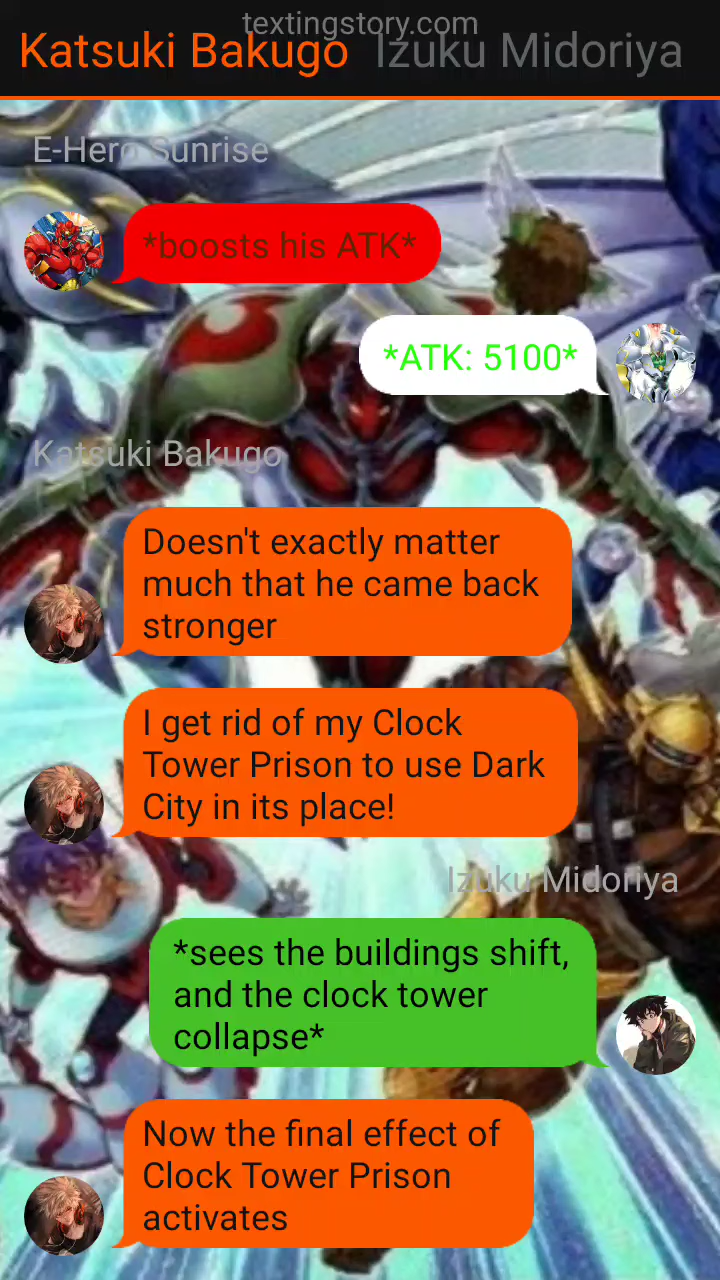 textingstory.com
Katsuki Bakugo Izuku Midoriya
E-Hero Sunrise
*boosts his ATK*
*ATK: 5100*
Katsuki Bakugo
Doesn't exactly matter
much that he came back
stronger
I get rid of my Clock
Tower Prison to use Dark
City in its place!
Izuku Midoriya
*sees the buildings shift,
and the clock tower
collapse*
Now the final effect of
Clock Tower Prison
activates